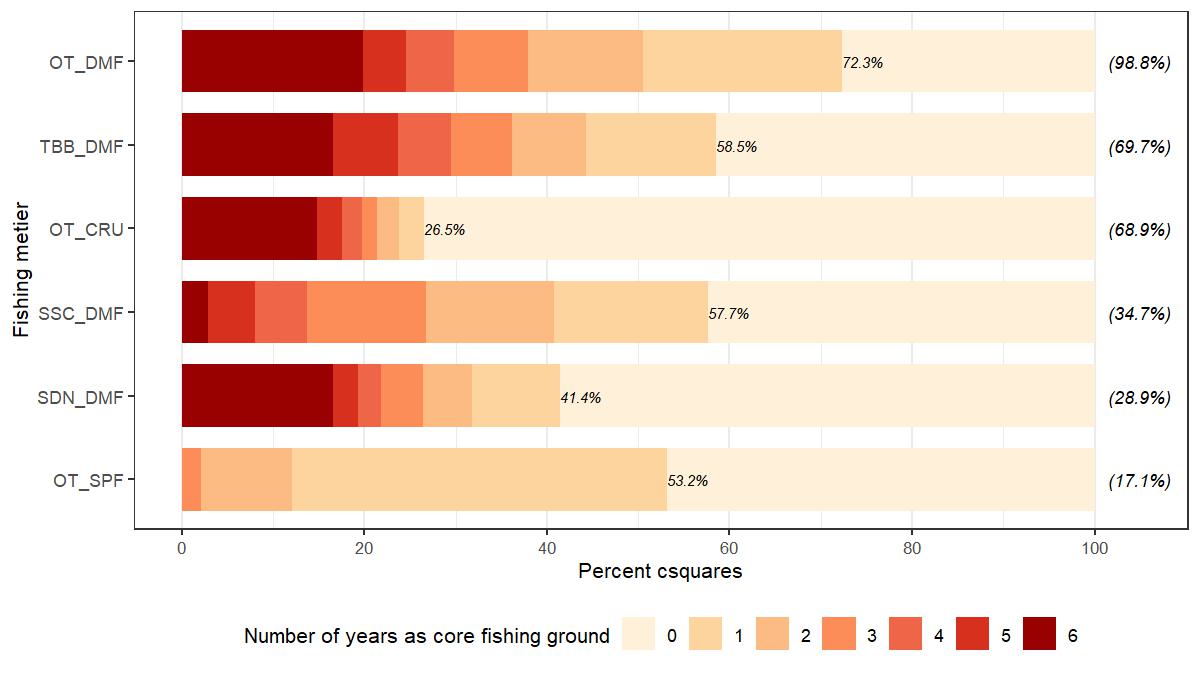 OT_DMF
72.3%
(98.8%)
TBB_DMF
58.5%
(69.7%)
OT_CRU
26.5%
(68.9%)
SSC_DMF
57.7%
(34.7%)
SDN_DMF
41.4%
(28.9%)
OT_SPF
53.2%
(17.1%)
Fishing metier
0 20 40 60 80 100
Percent csquares
Number of years as core fishing ground 0 1 2 3 4 5 6